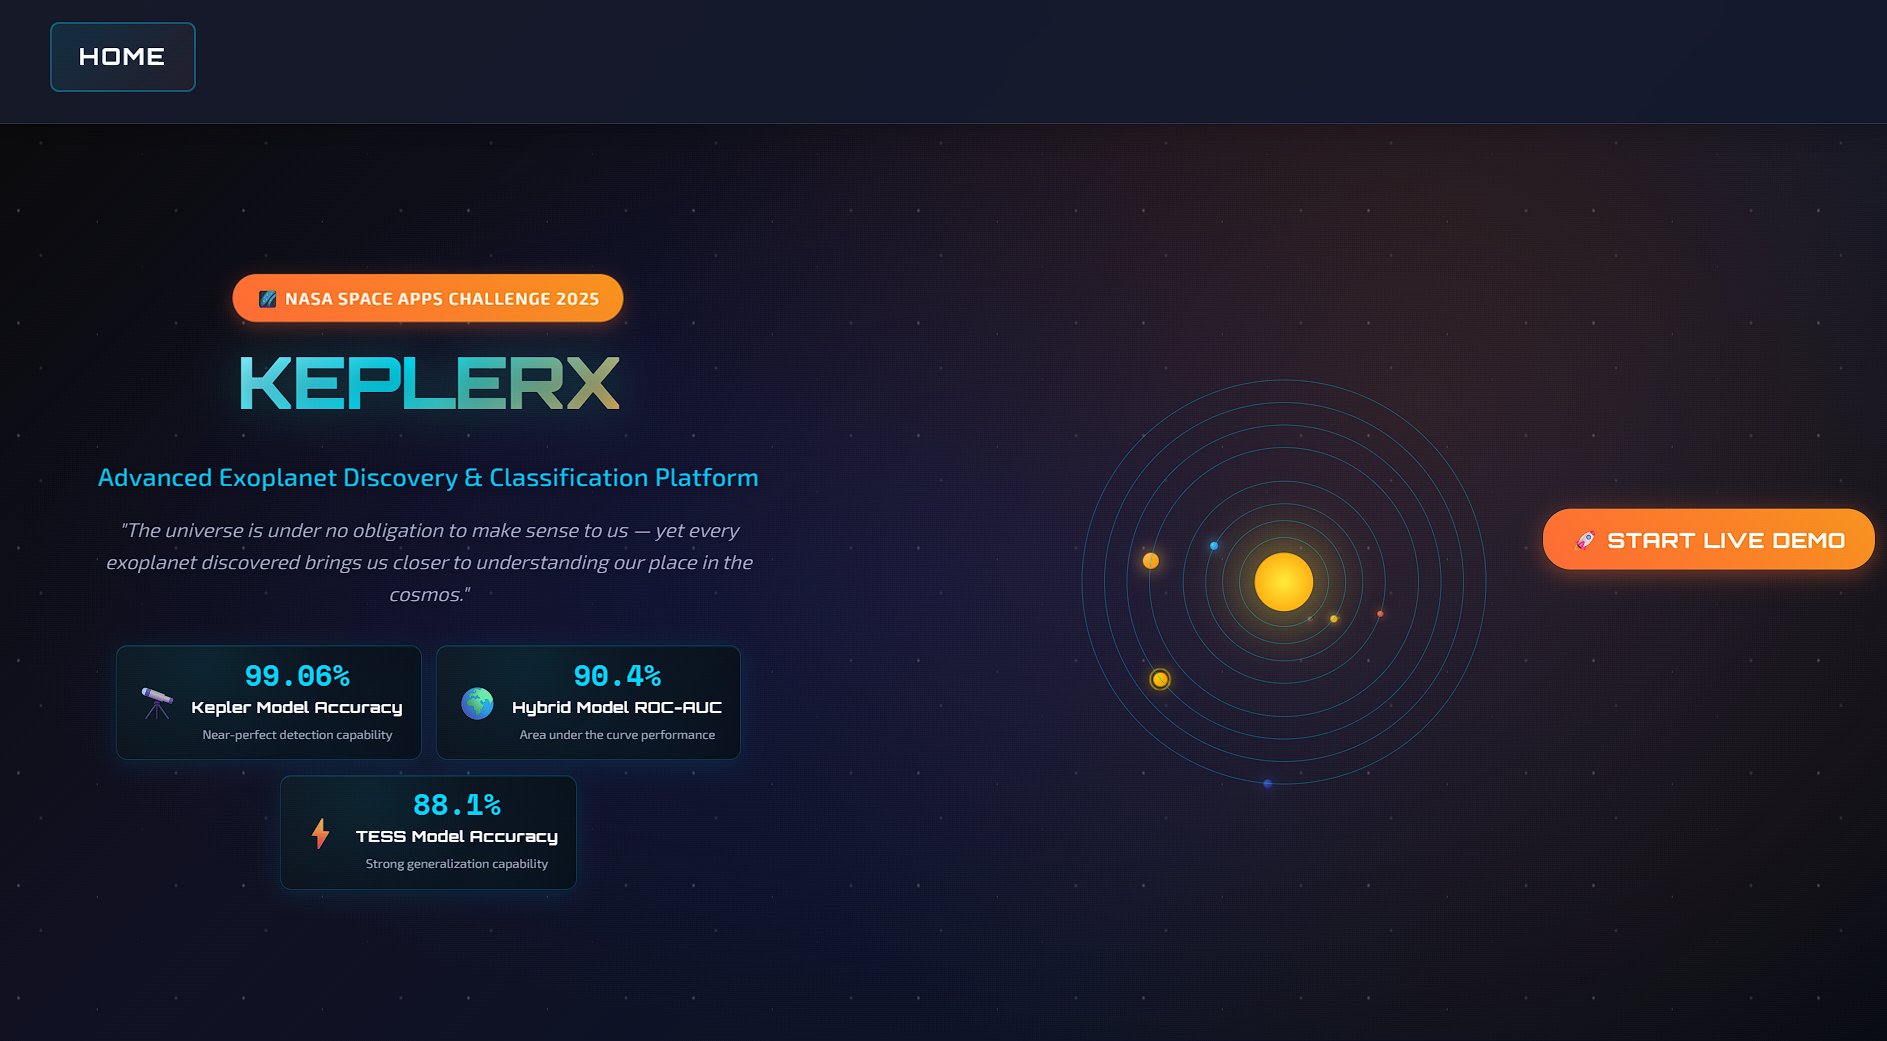 HOME
NASA SPACE APPS CHALLENGE 2025
KEPLERX
Advanced Exoplanet Discovery & Classification Platform
"The universe is under no obligation to make sense to us — yet every
exoplanet discovered brings us closer to understanding our place in the
cosmos."
99.06%
Kepler Model Accuracy
Near-perfect detection capability
90.4%
Hybrid Model ROC-AUC
Area under the curve performance
88.1%
TESS Model Accuracy
Strong generalization capability
START LIVE DEMO